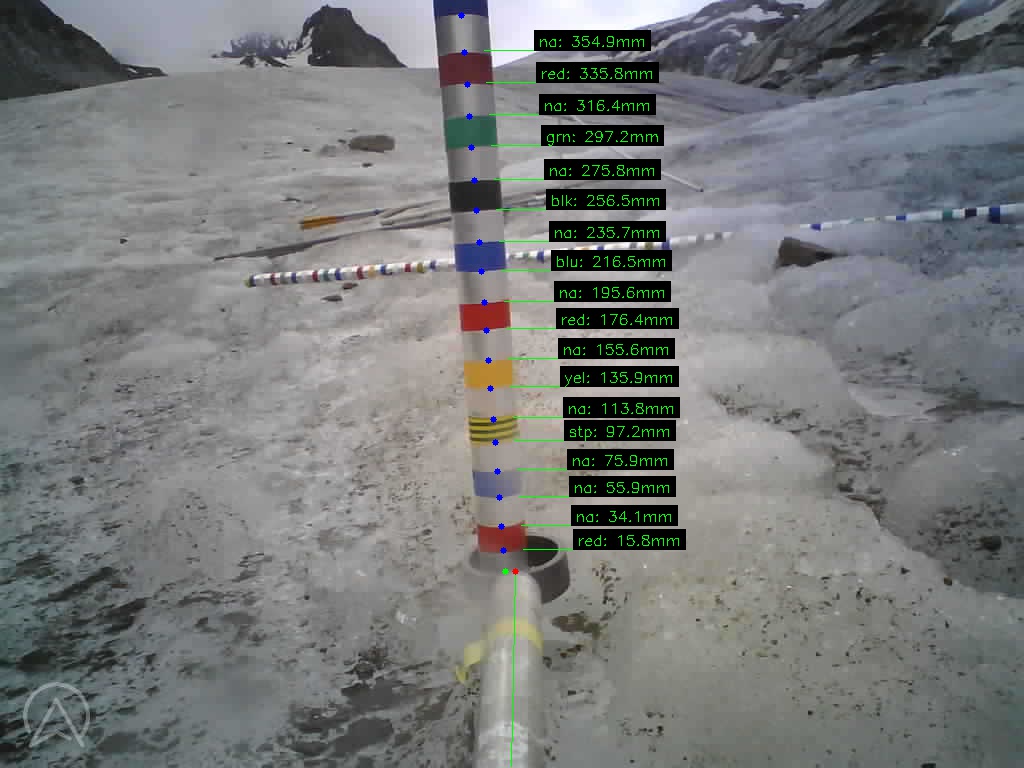 na: 354.9mm
red: 335.8mm
na: 316.4mm
grn: 297.2mm
na: 275.8mm
blk: 256.5mm
na: 235.7mm
blu: 216.5mm
na: 195.6mm
red: 176.4mm
na: 155.6mm
yel: 135.9mm
na: 113.8mm
stp: 97.2mm
na: 75.9mm
na: 55.9mm
na: 34.1mm
red: 15.8mm